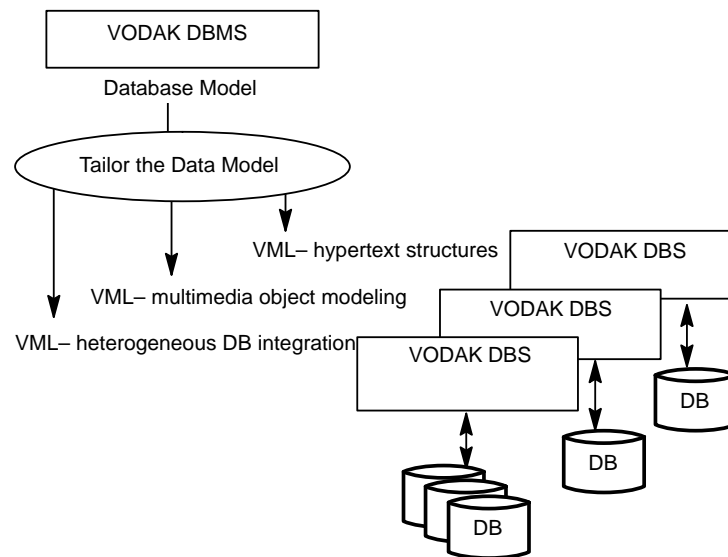 VODAK DBMS
Database Model
Tailor the Data Model
VML– hypertext structures
VODAK DBS
VML– multimedia object modeling
VODAK DBS
VML– heterogeneous DB integration
VODAK DBS
DB
DB
DB